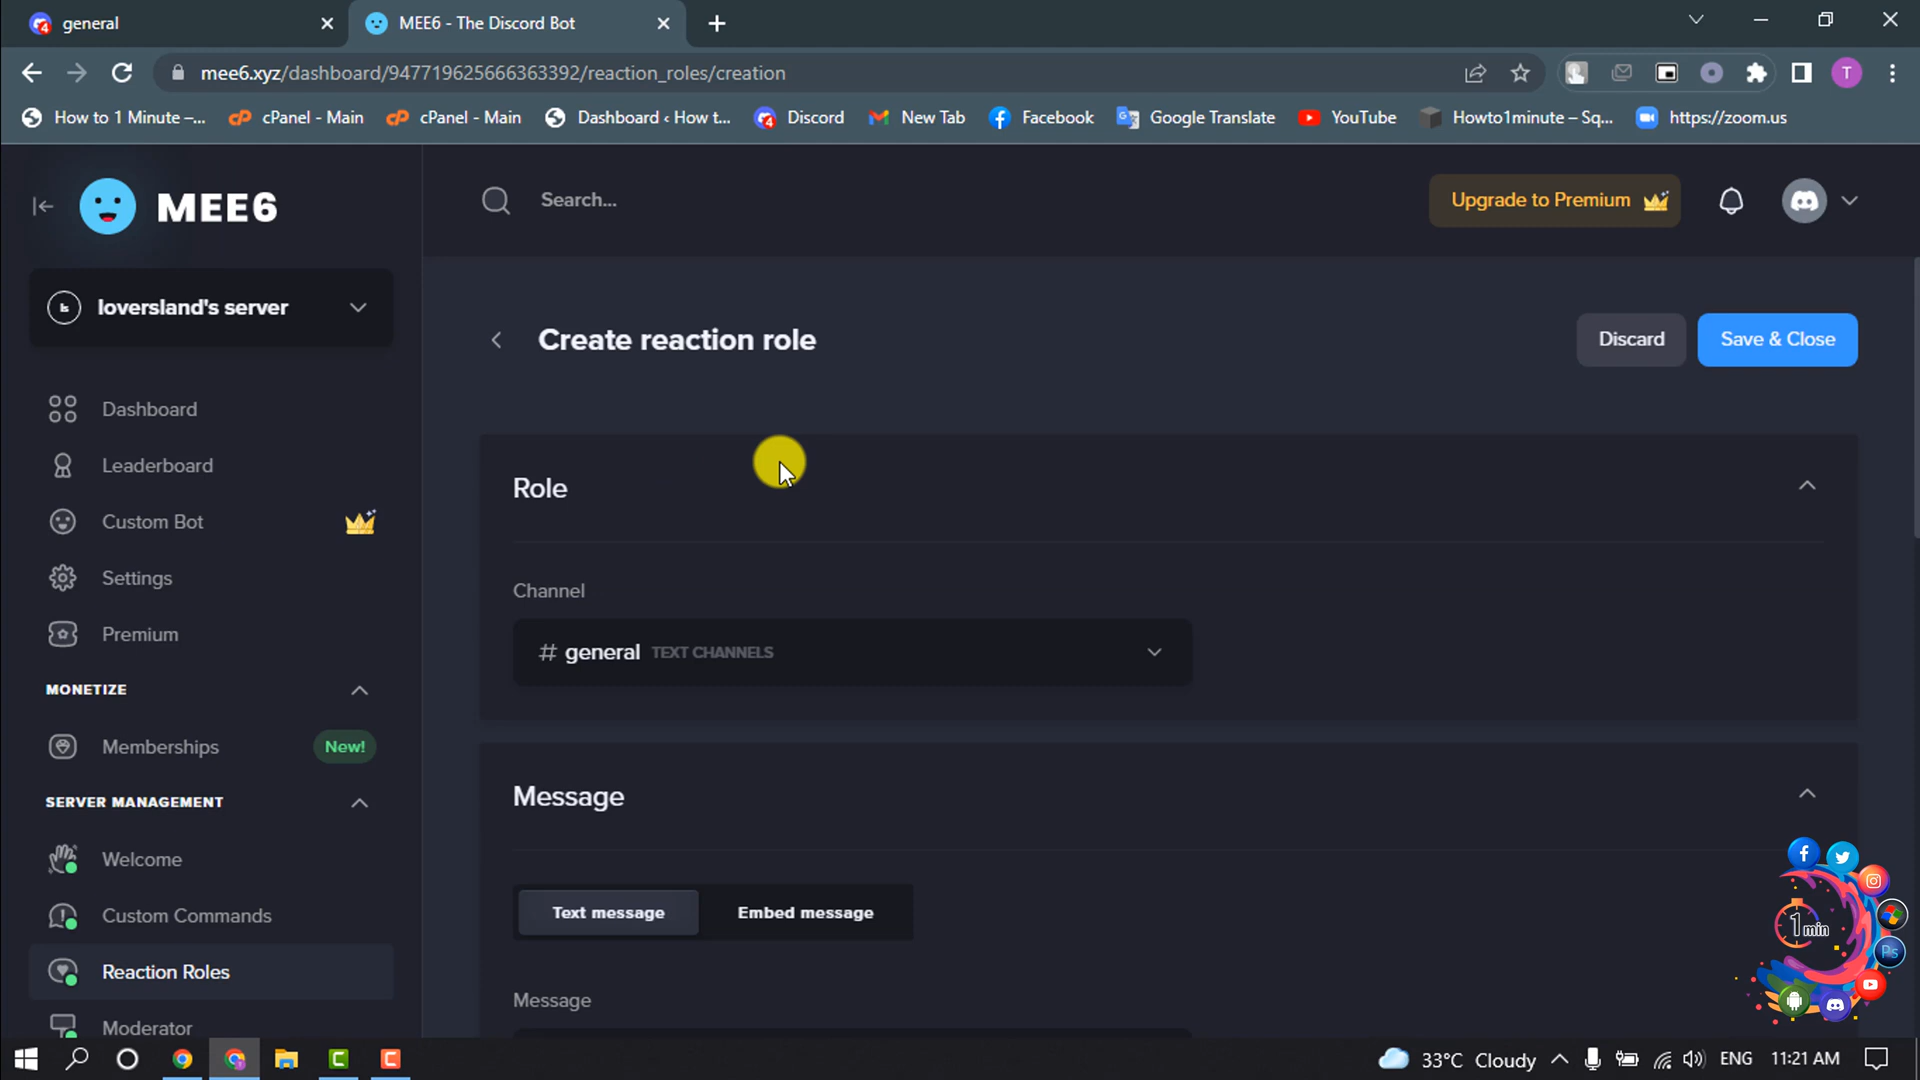 general
MEE6 - The Discord Bot
mee6.xyz/dashboard/947719625666363392/reaction_roles/creation
T
How to 1 Minute –...
cPanel - Main
cPanel - Main
Dashboard ‹ How t...
Discord
New Tab
Facebook
Google Translate
YouTube
Howto1minute – Sq...
https://zoom.us
MEE6
Search...
Upgrade to Premium
ls
loversland's server
Create reaction role
Discard
Save & Close
Dashboard
Leaderboard
Custom Bot
Settings
Premium
MONETIZE
Memberships
New!
SERVER MANAGEMENT
Welcome
Custom Commands
Reaction Roles
Moderator
Role
Channel
# general TEXT CHANNELS
Message
Text message
Embed message
Message
1 min
Ps
33°C Cloudy
ENG
11:21 AM